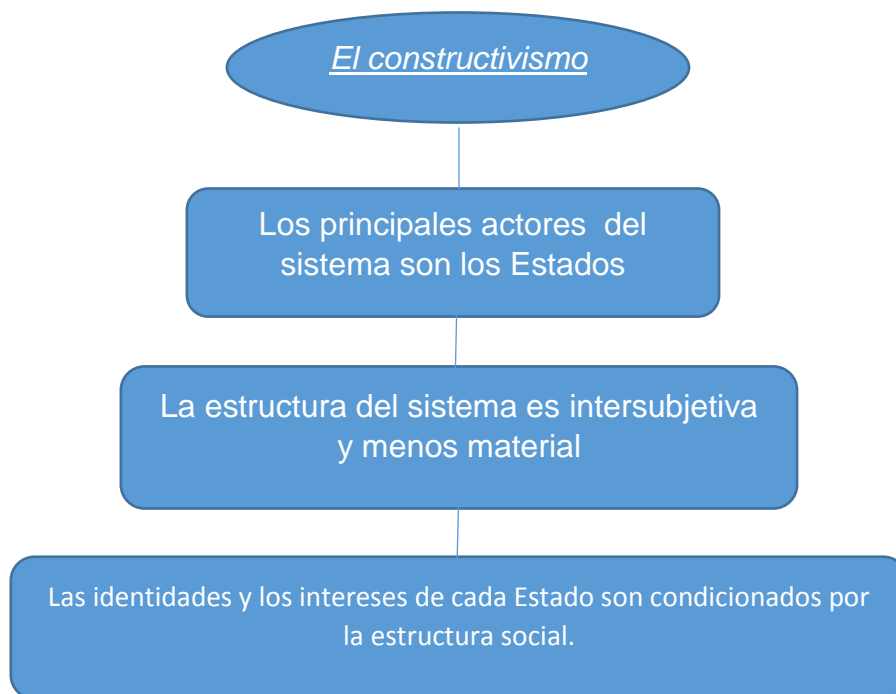 El constructivismo
Los principales actores  del
sistema son los Estados
La estructura del sistema es intersubjetiva
y menos material
Las identidades y los intereses de cada Estado son condicionados por
la estructura social.